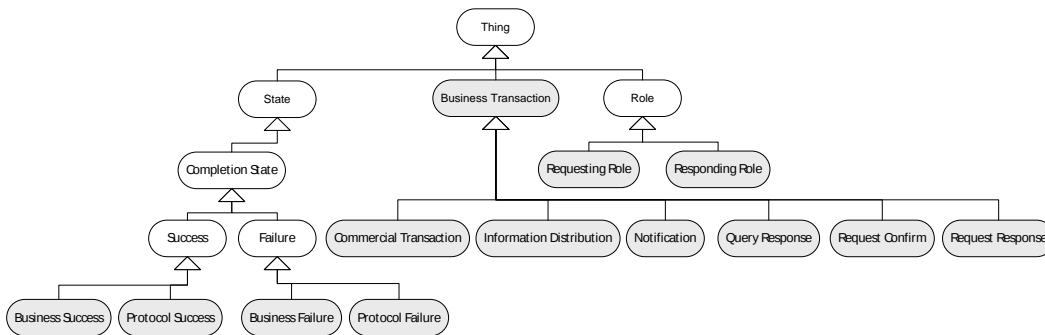 Thing
State
Business Transaction
Role
Completion State
Requesting Role
Responding Role
Success
Failure
Commercial Transaction
Information Distribution
Notification
Query Response
Request Confirm
Request Response
Business Success
Protocol Success
Business Failure
Protocol Failure